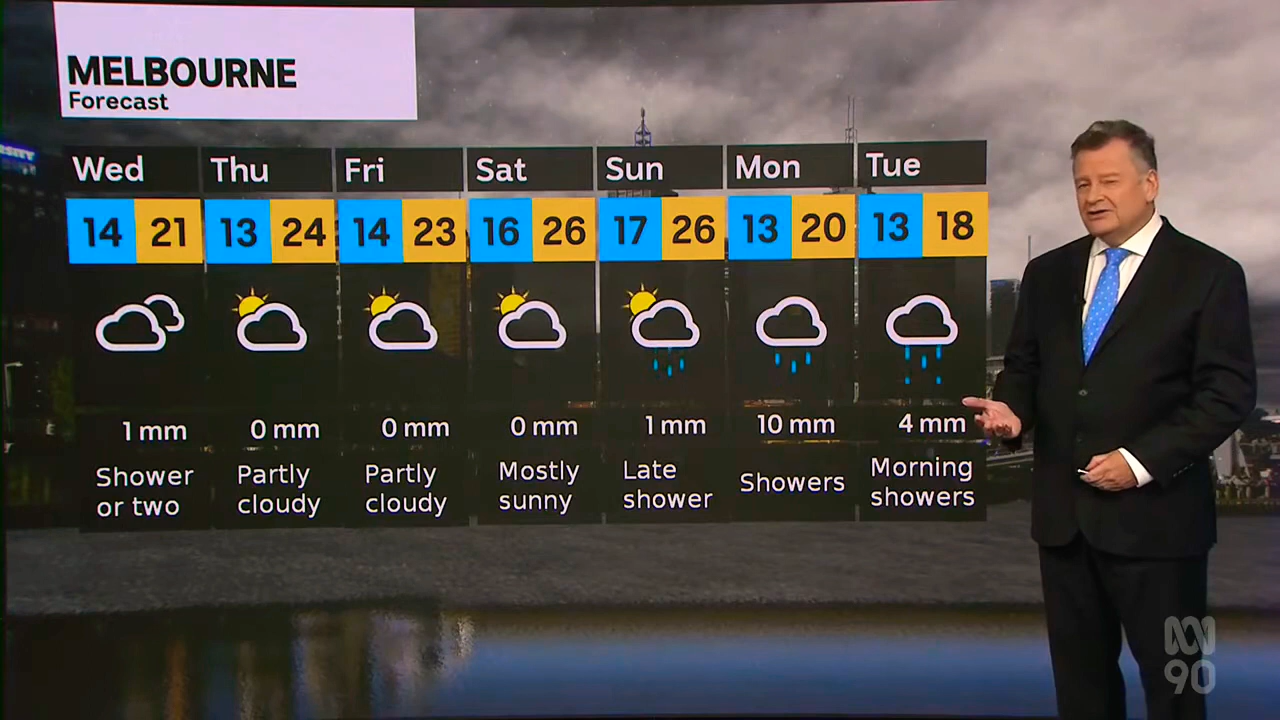 MELBOURNE
Forecast
RSITY
Wed Thu Fri Sat Sun Mon Tue
14 21 13 24 14 23 16 26 17 26 13 20 13 18
1 mm 0 mm 0 mm 0 mm 1 mm 10 mm 4 mm
Shower Partly Partly Mostly Late Showers Morning
or two cloudy cloudy sunny shower showers
90